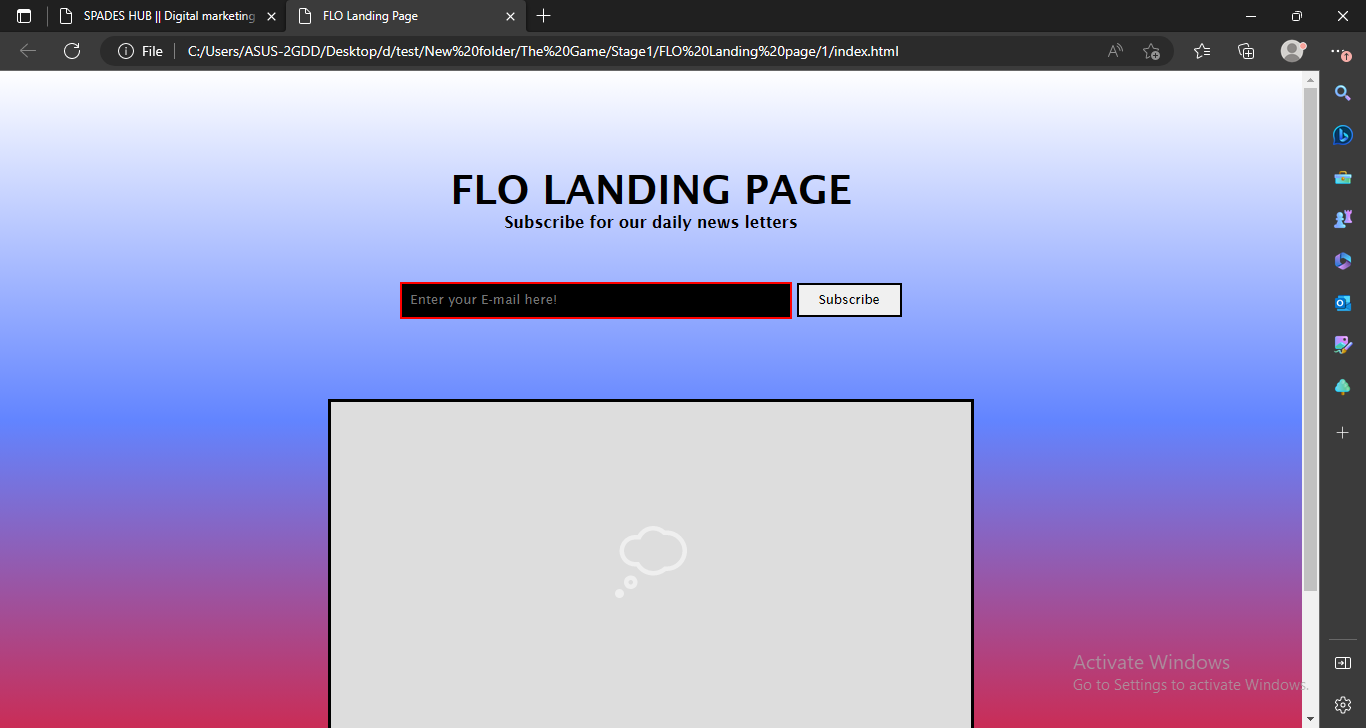 SPADES HUB || Digital marketing
FLO Landing Page
File
C:/Users/ASUS-2GDD/Desktop/d/test/New%20folder/The%20Game/Stage1/FLO%20Landing%20page/1/index.html
FLO LANDING PAGE
Subscribe for our daily news letters
Enter your E-mail here!
Subscribe
Activate Windows
Go to Settings to activate Windows.